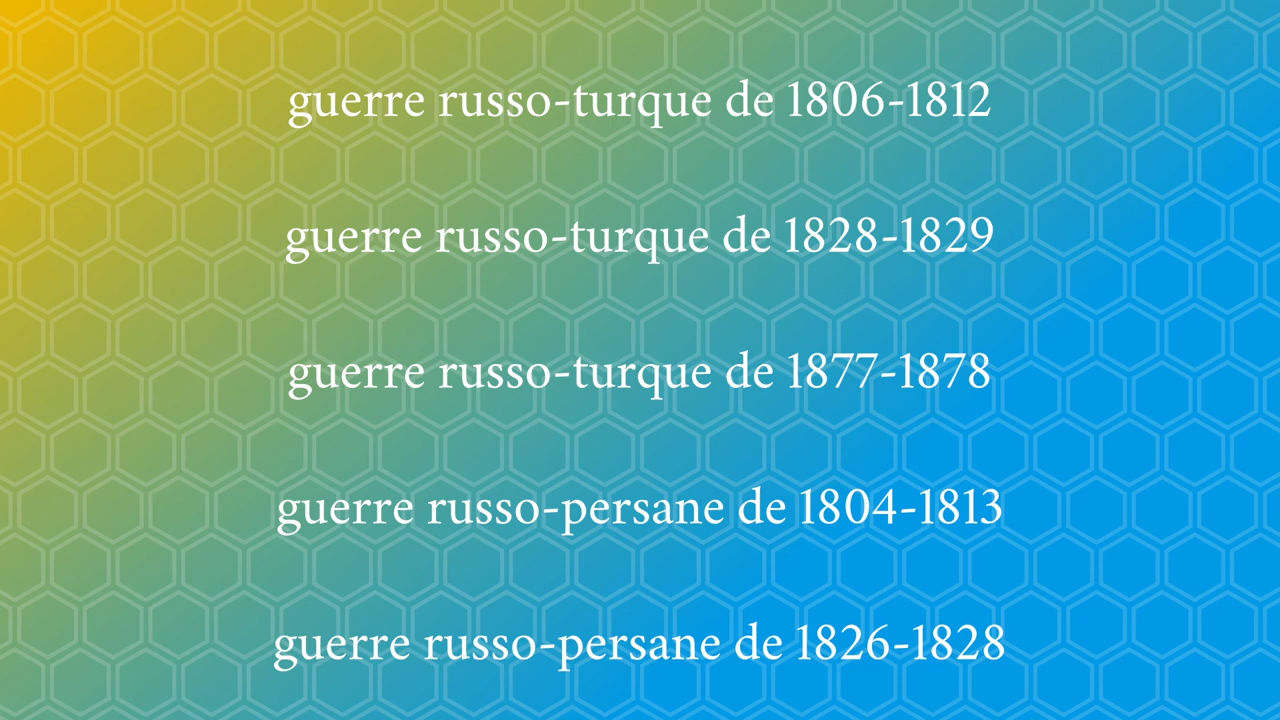 guerre russo-turque de 1806-1812
guerre russo-turque de 1828-1829
guerre russo-turque de 1877-1878
guerre russo-persane de 1804-1813
guerre russo-persane de 1826-1828